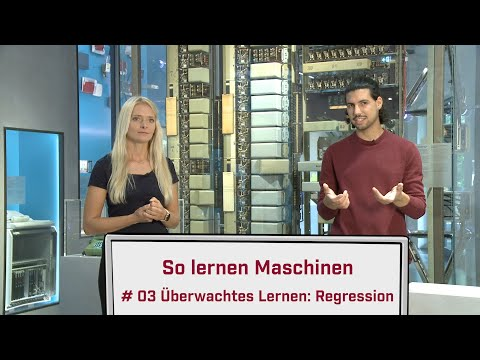 So lernen Maschinen
# 03 Überwachtes Lernen: Regression